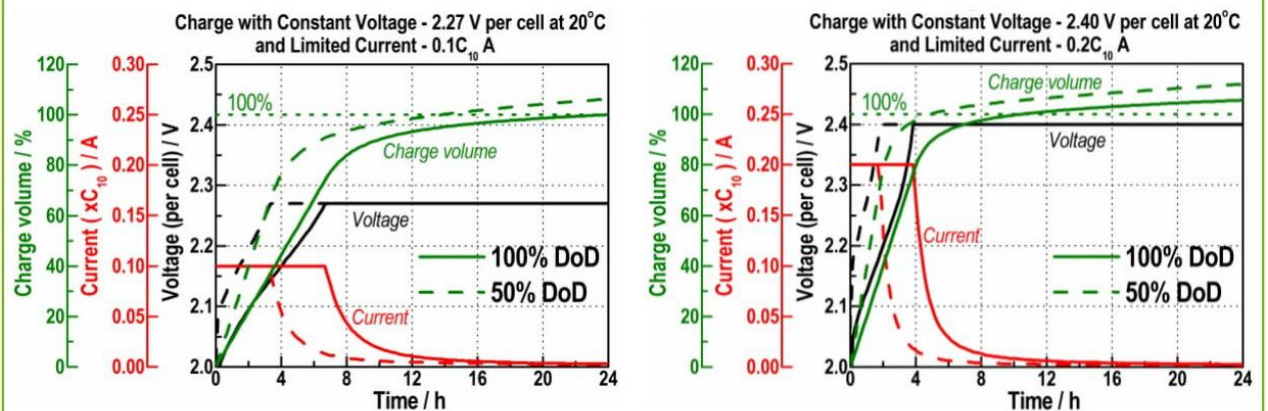 Charge with Constant Voltage - 2.27 V per cell at 20°C
and Limited Current - 0.1C₁₀ A
Charge volume / %
120
100
80
60
40
20
0
Current ( xC₁₀ ) / A
0.30
0.25
0.20
0.15
0.10
0.05
0.00
Voltage (per cell) / V
2.5
2.4
2.3
2.2
2.1
2.0
100%
Charge volume
Voltage
Current
100% DoD
50% DoD
0 4 8 12 16 20 24
Time / h
Charge with Constant Voltage - 2.40 V per cell at 20°C
and Limited Current - 0.2C₁₀ A
Charge volume / %
120
100
80
60
40
20
0
Current ( xC₁₀ ) / A
0.30
0.25
0.20
0.15
0.10
0.05
0.00
Voltage (per cell) / V
2.5
2.4
2.3
2.2
2.1
2.0
100%
Charge volume
Voltage
Current
100% DoD
50% DoD
0 4 8 12 16 20 24
Time / h